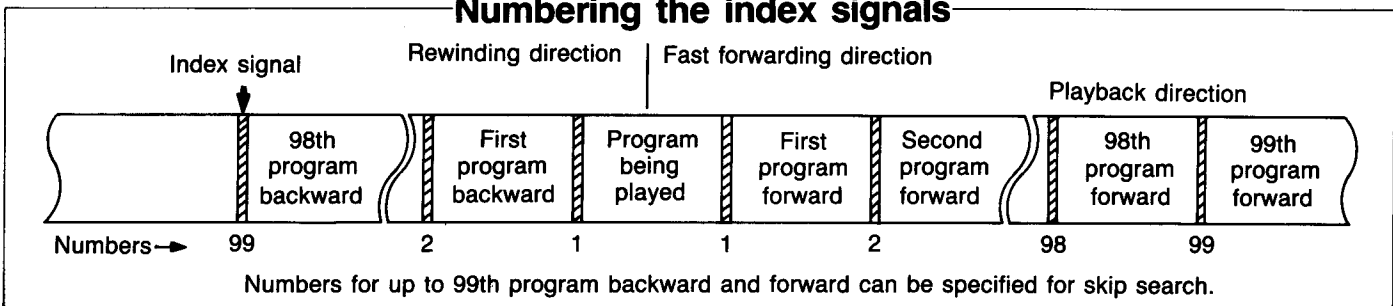 Numbering the index signals
Rewinding direction
Fast forwarding direction
Index signal
Playback direction
98th
program
backward
First
program
backward
Program
being
played
First
program
forward
Second
program
forward
98th
program
forward
99th
program
forward
Numbers→ 99 2 1 1 2 98 99
Numbers for up to 99th program backward and forward can be specified for skip search.